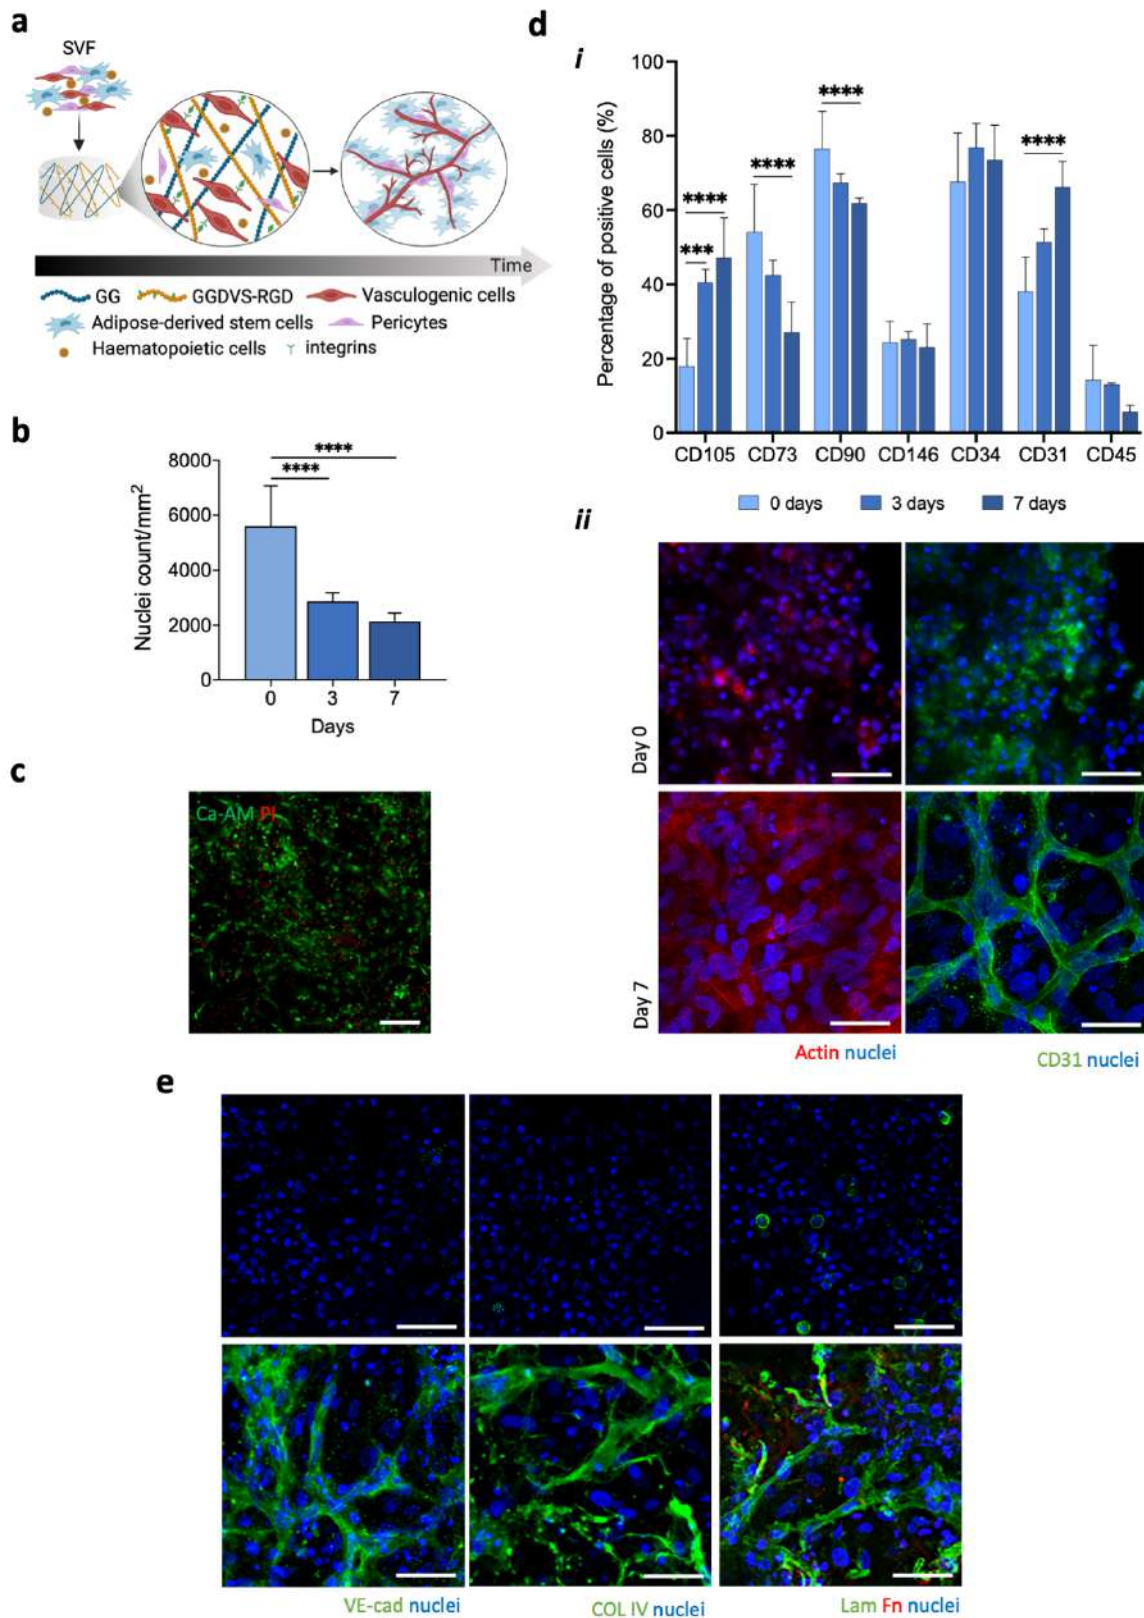 a
SVF
Time
GG GGDVS-RGD Vasculogenic cells
Adipose-derived stem cells Pericytes
Haematopoietic cells integrins
b
8000
6000
4000
2000
0
Nuclei count/mm²
****
****
0 3 7
Days
c
Ca-AM PI
d
i
100
80
60
40
20
0
Percentage of positive cells (%)
****
****
****
****
***
CD105 CD73 CD90 CD146 CD34 CD31 CD45
0 days 3 days 7 days
ii
Day 0
Day 7
Actin nuclei
CD31 nuclei
e
VE-cad nuclei
COL IV nuclei
Lam Fn nuclei